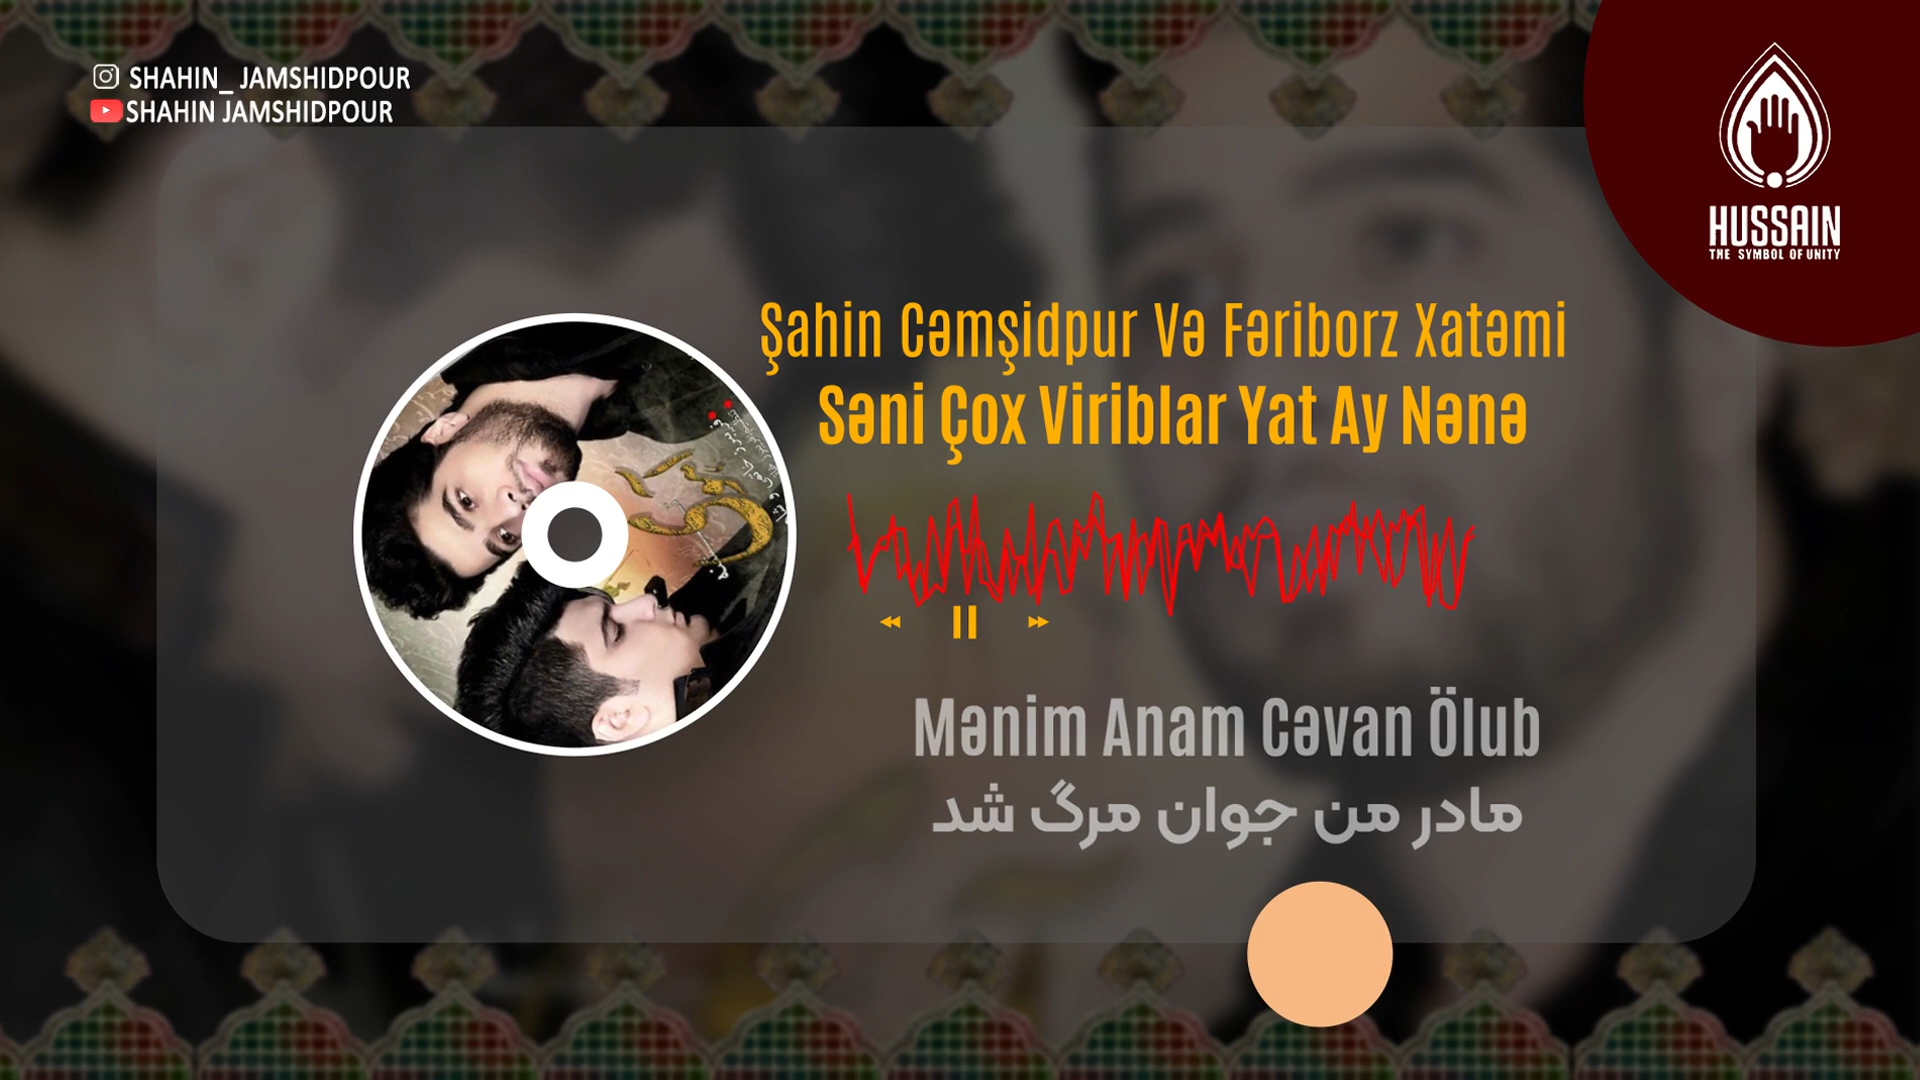 SHAHIN_ JAMSHIDPOUR
SHAHIN JAMSHIDPOUR
HUSSAIN
THE SYMBOL OF UNITY
Şahin Cəmşidpur Və Fəriborz Xatəmi
Səni Çox Viriblar Yat Ay Nənə
Mənim Anam Cəvan Ölub
مادر من جوان مرگ شد